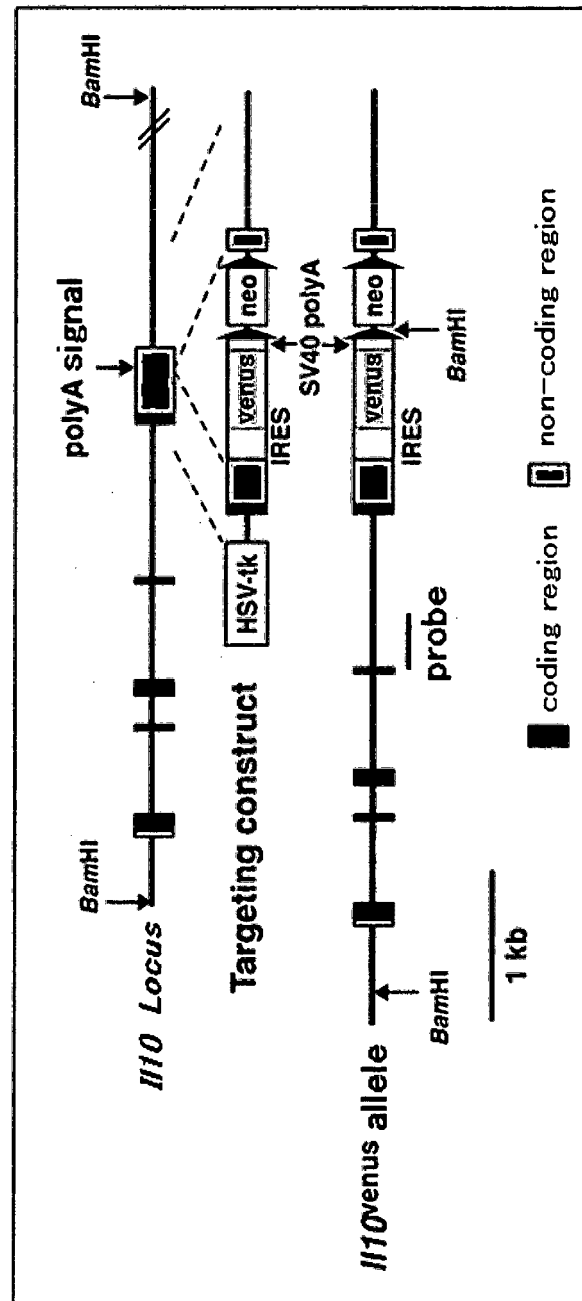 BamHI
polyA signal
BamHI
Il10 Locus
Targeting construct
HSV-tk
venus
neo
IRES
SV40 polyA
venus
neo
IRES
BamHI
probe
BamHI
Il10venus allele
1 kb
coding region
non-coding region